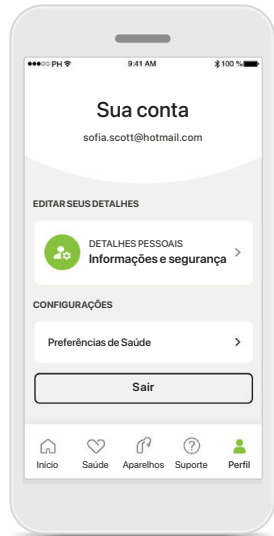 ●●●○○ PH 9:41 AM 100 %
Sua conta
sofia.scott@hotmail.com
EDITAR SEUS DETALHES
DETALHES PESSOAIS
Informações e segurança
CONFIGURAÇÕES
Preferências de Saúde
Sair
Início Saúde Aparelhos Suporte Perfil